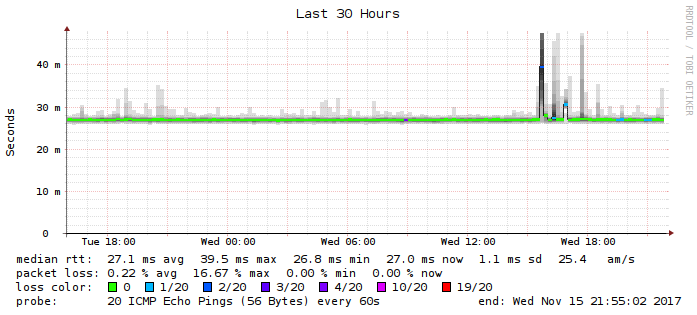 Last 30 Hours
RRDTOOL / TOBI OETIKER
Seconds
40 m
30 m
20 m
10 m
0
Tue 18:00 Wed 00:00 Wed 06:00 Wed 12:00 Wed 18:00
median rtt: 27.1 ms avg 39.5 ms max 26.8 ms min 27.0 ms now 1.1 ms sd 25.4 am/s
packet loss: 0.22 % avg 16.67 % max 0.00 % min 0.00 % now
loss color: 0 1/20 2/20 3/20 4/20 10/20 19/20
probe: 20 ICMP Echo Pings (56 Bytes) every 60s end: Wed Nov 15 21:55:02 2017